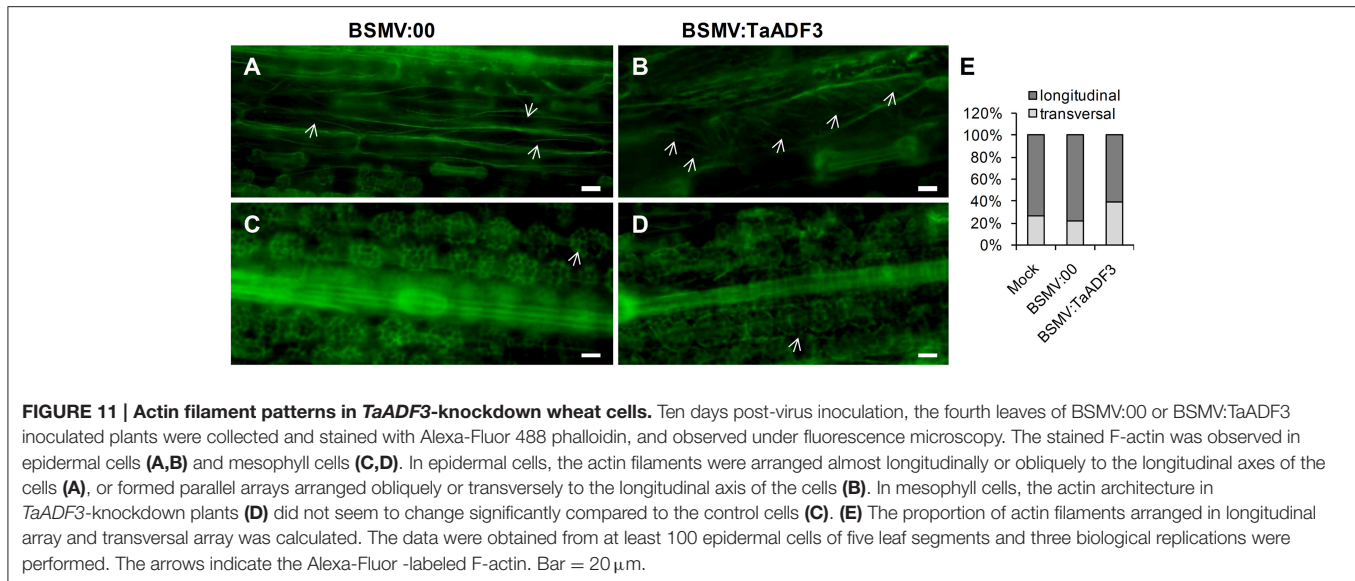 BSMV:00
BSMV:TaADF3
A
B
E
longitudinal
transversal
120%
100%
80%
60%
40%
20%
0%
Mock
BSMV:00
BSMV:TaADF3
C
D
FIGURE 11 | Actin filament patterns in TaADF3-knockdown wheat cells. Ten days post-virus inoculation, the fourth leaves of BSMV:00 or BSMV:TaADF3
inoculated plants were collected and stained with Alexa-Fluor 488 phalloidin, and observed under fluorescence microscopy. The stained F-actin was observed in
epidermal cells (A,B) and mesophyll cells (C,D). In epidermal cells, the actin filaments were arranged almost longitudinally or obliquely to the longitudinal axes of the
cells (A), or formed parallel arrays arranged obliquely or transversely to the longitudinal axis of the cells (B). In mesophyll cells, the actin architecture in
TaADF3-knockdown plants (D) did not seem to change significantly compared to the control cells (C). (E) The proportion of actin filaments arranged in longitudinal
array and transversal array was calculated. The data were obtained from at least 100 epidermal cells of five leaf segments and three biological replications were
performed. The arrows indicate the Alexa-Fluor -labeled F-actin. Bar = 20 μm.